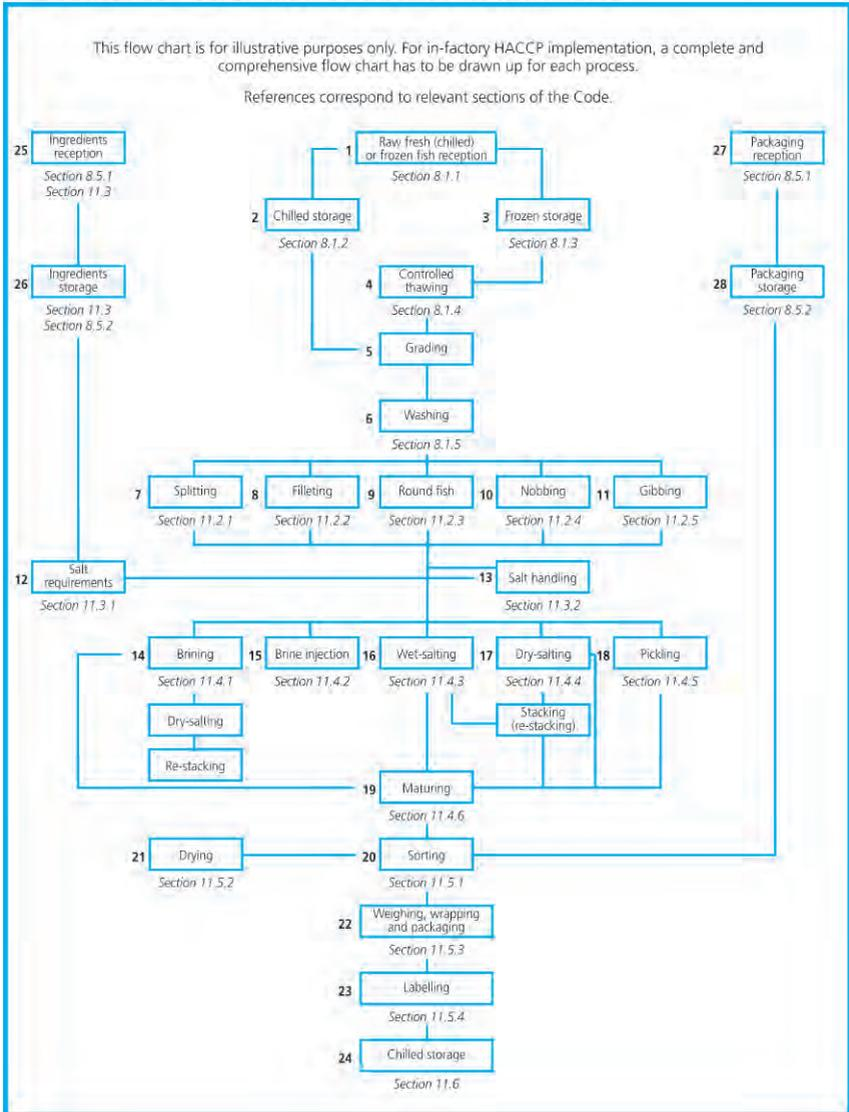 This flow chart is for illustrative purposes only. For in-factory HACCP implementation, a complete and
comprehensive flow chart has to be drawn up for each process.
References correspond to relevant sections of the Code.
25
Ingredients
reception
Section 8.5.1
Section 11.3
1
Raw fresh (chilled)
or frozen fish reception
Section 8.1.1
27
Packaging
reception
Section 8.5.1
2
Chilled storage
Section 8.1.2
3
Frozen storage
Section 8.1.3
26
Ingredients
storage
Section 11.3
Section 8.5.2
4
Controlled
thawing
Section 8.1.4
28
Packaging
storage
Section 8.5.2
5
Grading
6
Washing
Section 8.1.5
7
Splitting
Section 11.2.1
8
Filleting
Section 11.2.2
9
Round fish
Section 11.2.3
10
Nobbing
Section 11.2.4
11
Gibbing
Section 11.2.5
12
Salt
requirements
Section 11.3.1
13
Salt handling
Section 11.3.2
14
Brining
Section 11.4.1
15
Brine injection
Section 11.4.2
16
Wet-salting
Section 11.4.3
17
Dry-salting
Section 11.4.4
18
Pickling
Section 11.4.5
Dry-salting
Stacking
(re-stacking)
Re-stacking
19
Maturing
Section 11.4.6
21
Drying
Section 11.5.2
20
Sorting
Section 11.5.1
22
Weighing, wrapping
and packaging
Section 11.5.3
23
Labelling
Section 11.5.4
24
Chilled storage
Section 11.6